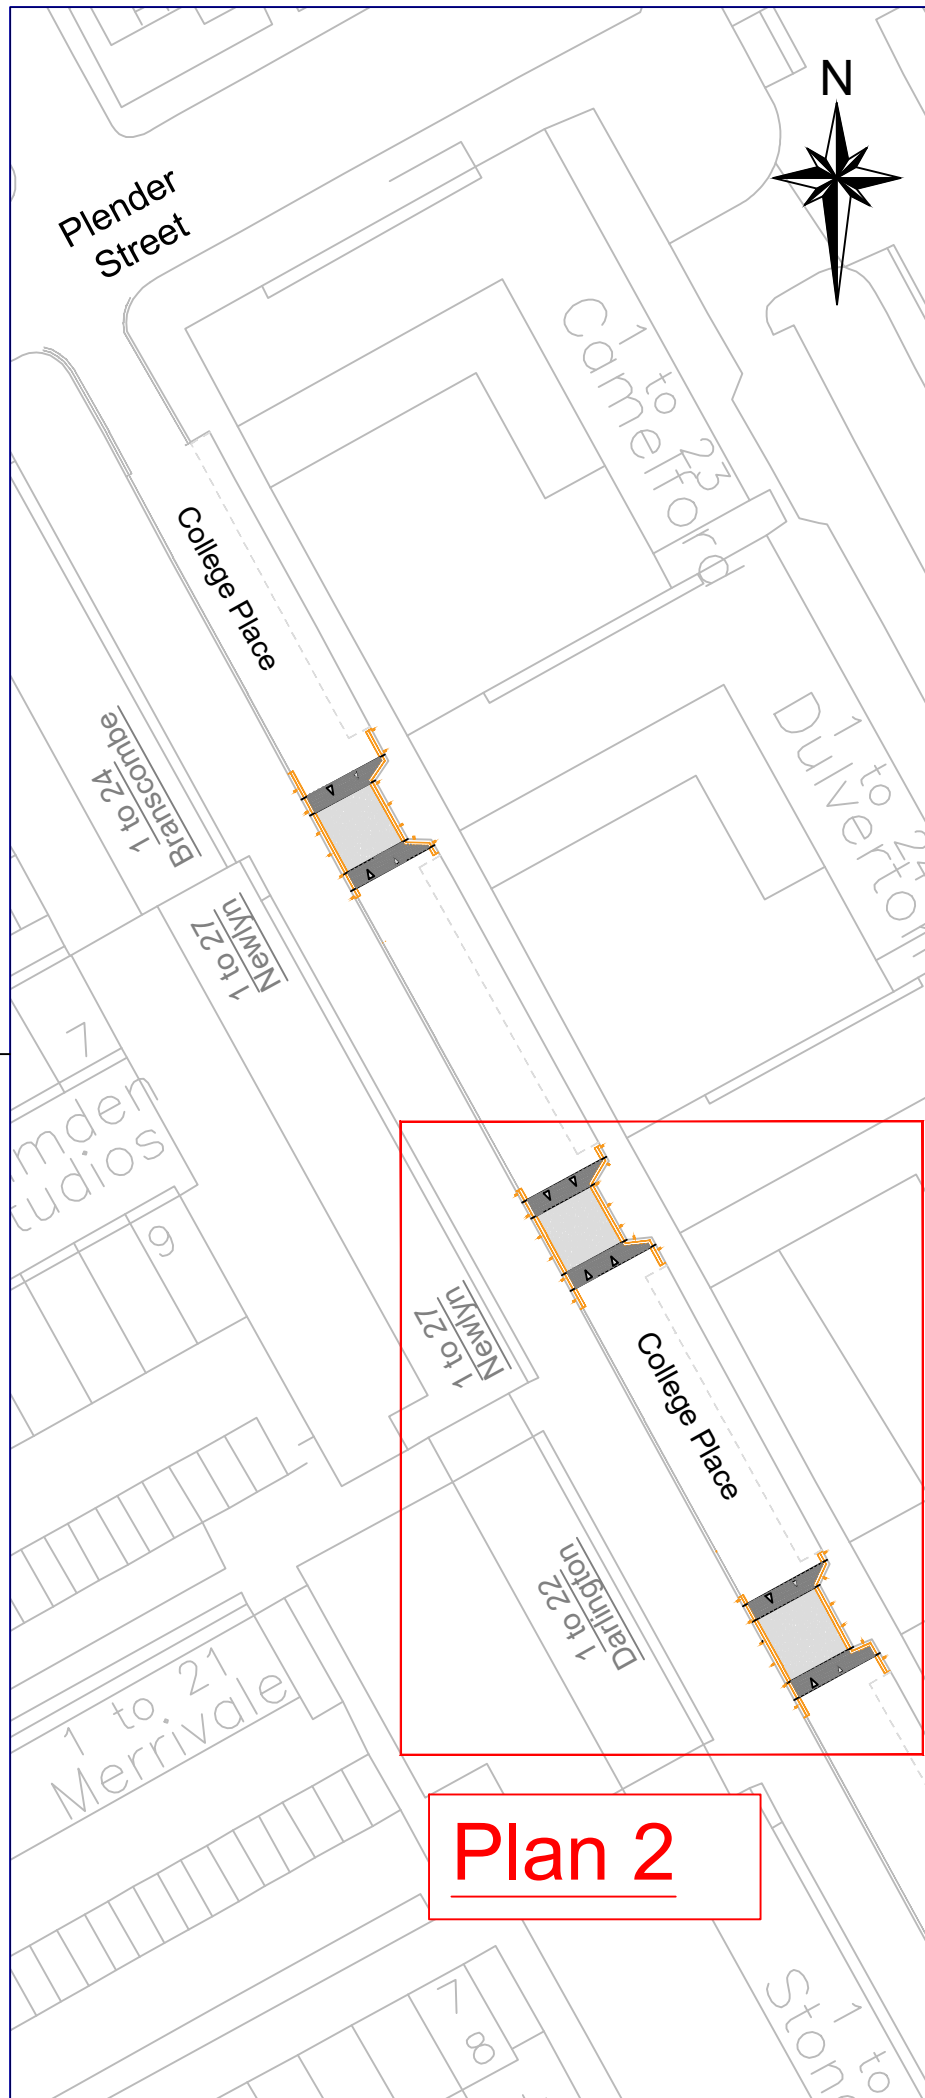 N
Plender
Street
1 to 23
Camelford
College Place
1 to 24
Branscombe
1 to 24
Dulverton
1 to 27
Newlyn
7
mden
tudios
9
1 to 27
Newlyn
College Place
1 to 22
Darlington
1 to 21
Merrivale
Plan 2
7
8
1 to
Ston